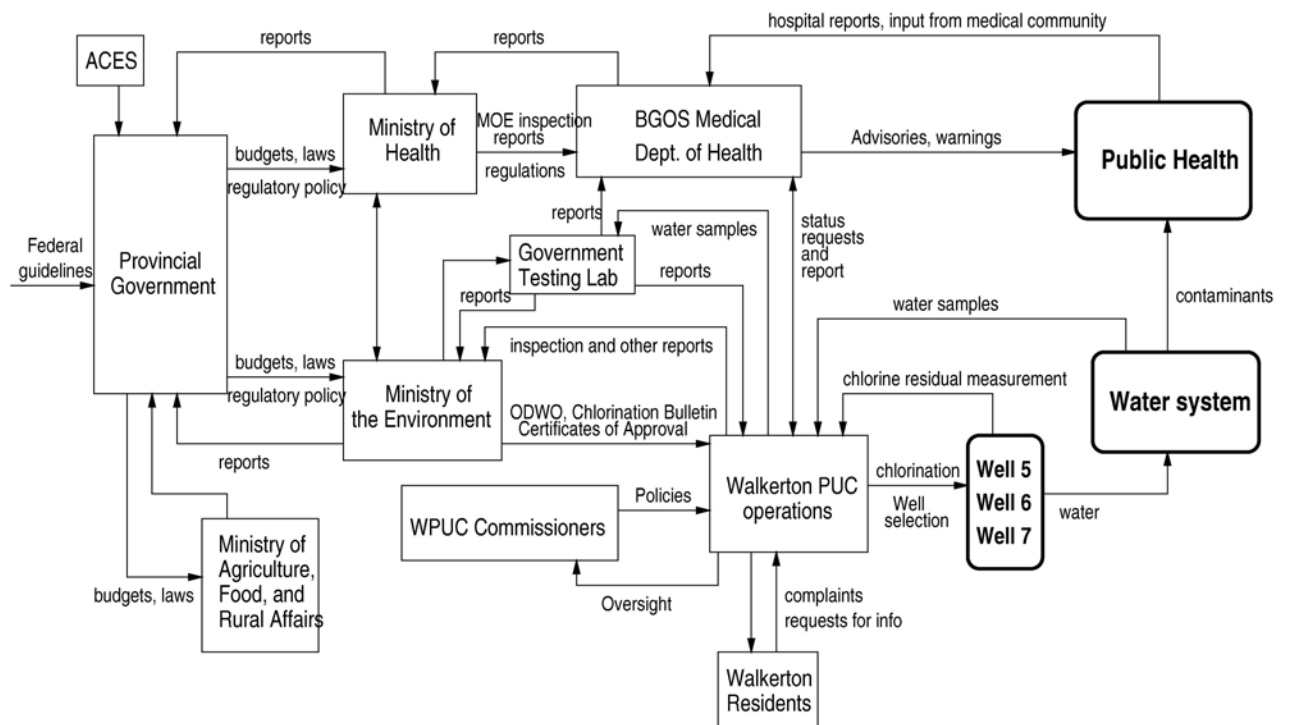 hospital reports, input from medical community
ACES
reports
reports
Ministry of
Health
MOE inspection
reports
regulations
BGOS Medical
Dept. of Health
Advisories, warnings
Public Health
budgets, laws
regulatory policy
Federal
guidelines
Provincial
Government
reports
water samples
status
requests
and
report
Government
Testing Lab
reports
reports
contaminants
water samples
inspection and other reports
budgets, laws
regulatory policy
Ministry of
the Environment
ODWO, Chlorination Bulletin
Certificates of Approval
chlorine residual measurement
Water system
reports
Policies
WPUC Commissioners
Walkerton PUC
operations
chlorination
Well
selection
Well 5
Well 6
Well 7
water
Ministry of
Agriculture,
Food, and
Rural Affairs
budgets, laws
Oversight
complaints
requests for info
Walkerton
Residents